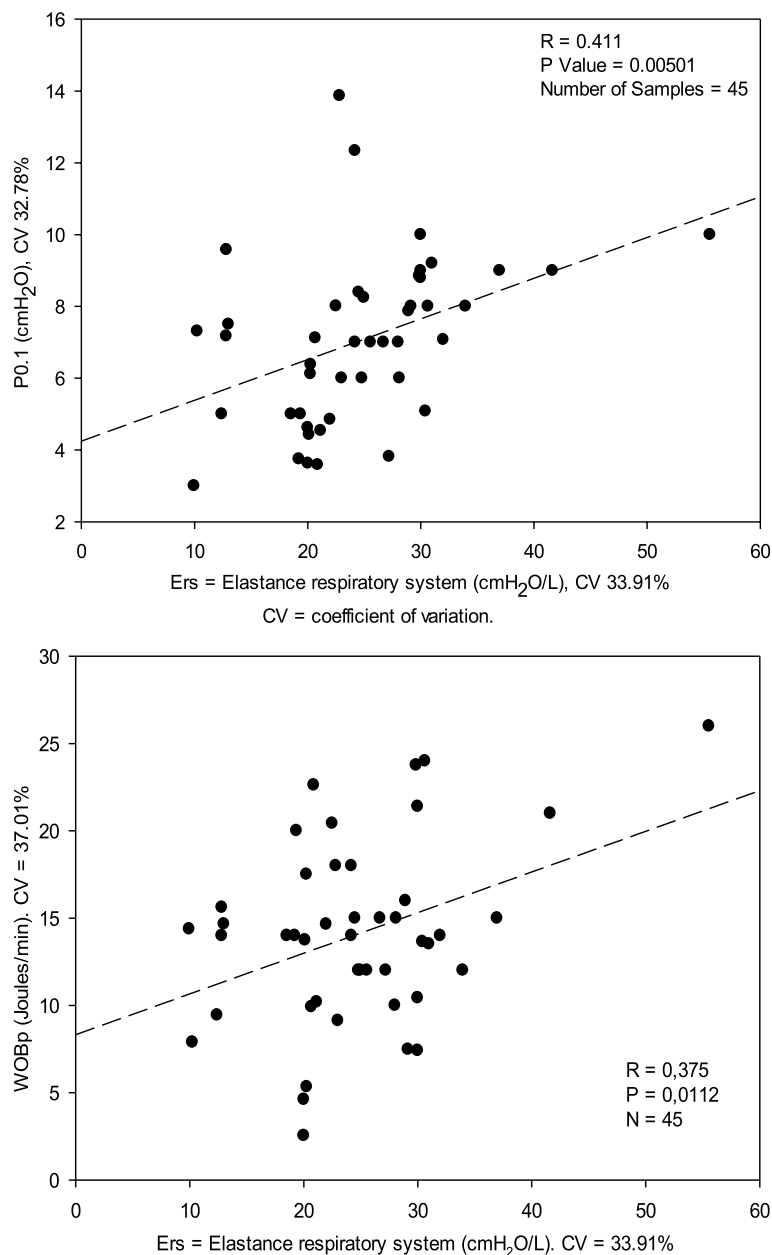 16
14
12
10
8
6
4
2
P0.1 (cmH2O), CV 32.78%
R = 0.411
P Value = 0.00501
Number of Samples = 45
0 10 20 30 40 50 60
Ers = Elastance respiratory system (cmH2O/L), CV 33.91%
CV = coefficient of variation.
30
25
20
15
10
5
0
WOBp (Joules/min). CV = 37.01%
R = 0,375
P = 0,0112
N = 45
0 10 20 30 40 50 60
Ers = Elastance respiratory system (cmH2O/L). CV = 33.91%